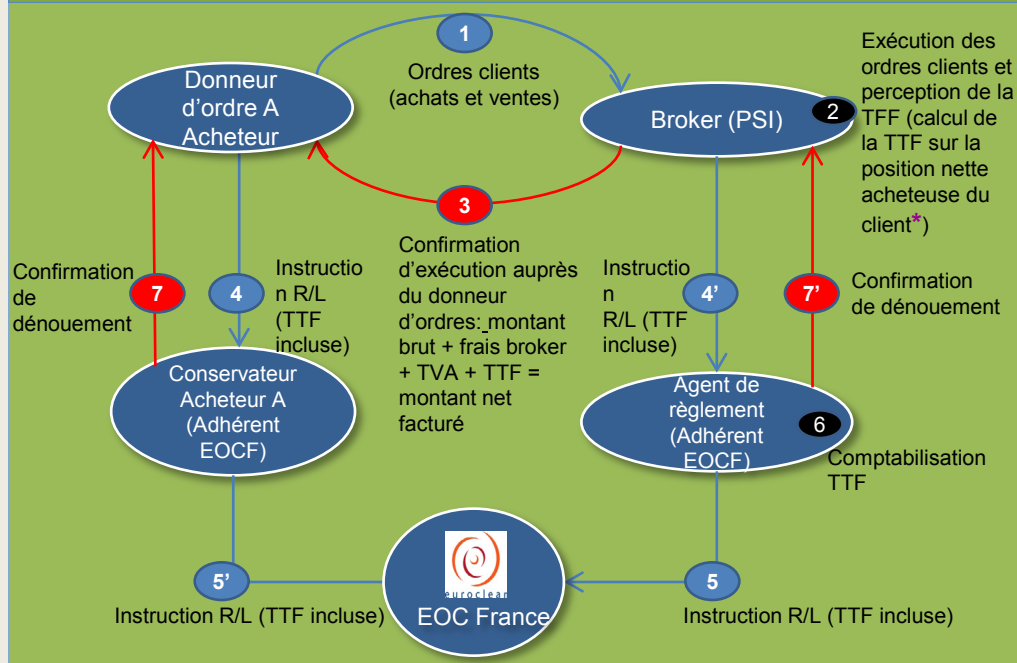 1
Ordres clients
(achats et ventes)
Donneur
d'ordre A
Acheteur
Broker (PSI)
2
Exécution des
ordres clients et
perception de la
TFF (calcul de
la TTF sur la
position nette
acheteuse du
client*)
3
Confirmation
d'exécution auprès
du donneur
d'ordres: montant
brut + frais broker
+ TVA + TTF =
montant net
facturé
Confirmation
de
dénouement
7
4
Instructio
n R/L
(TTF
incluse)
Instructio
n
R/L (TTF
incluse)
4’
7’
Confirmation
de dénouement
Conservateur
Acheteur A
(Adhérent
EOCF)
Agent de
règlement
(Adhérent
EOCF)
6
Comptabilisation
TTF
5’
Instruction R/L (TTF incluse)
euroclear
EOC France
5
Instruction R/L (TTF incluse)